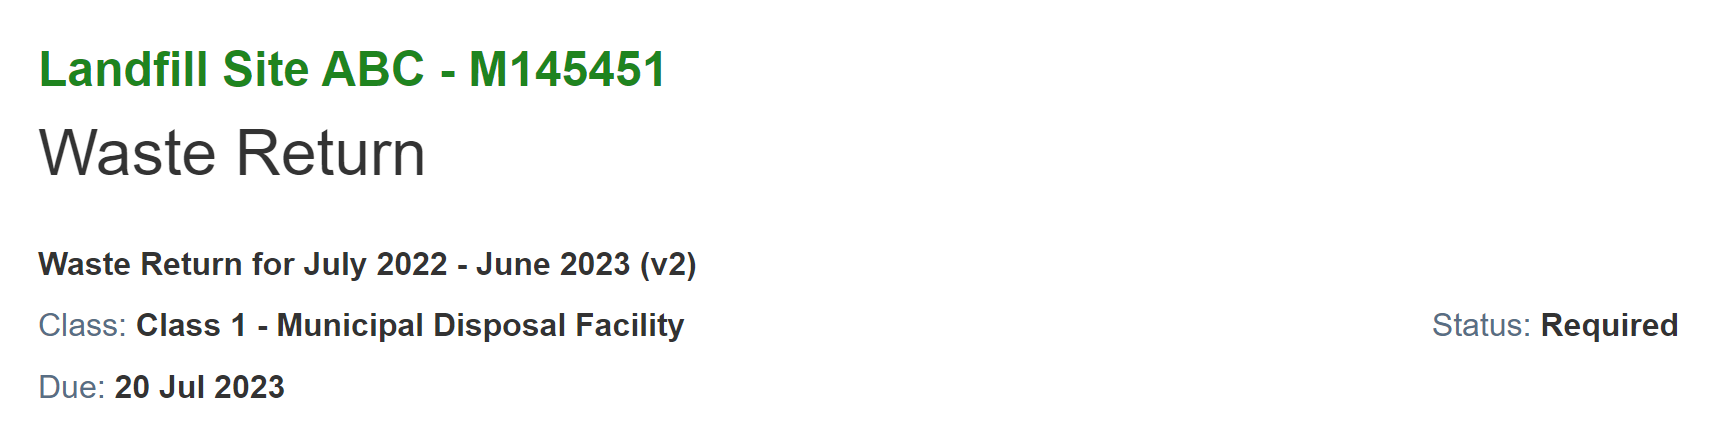 Landfill Site ABC - M145451
Waste Return
Waste Return for July 2022 - June 2023 (v2)
Class: Class 1 - Municipal Disposal Facility
Status: Required
Due: 20 Jul 2023